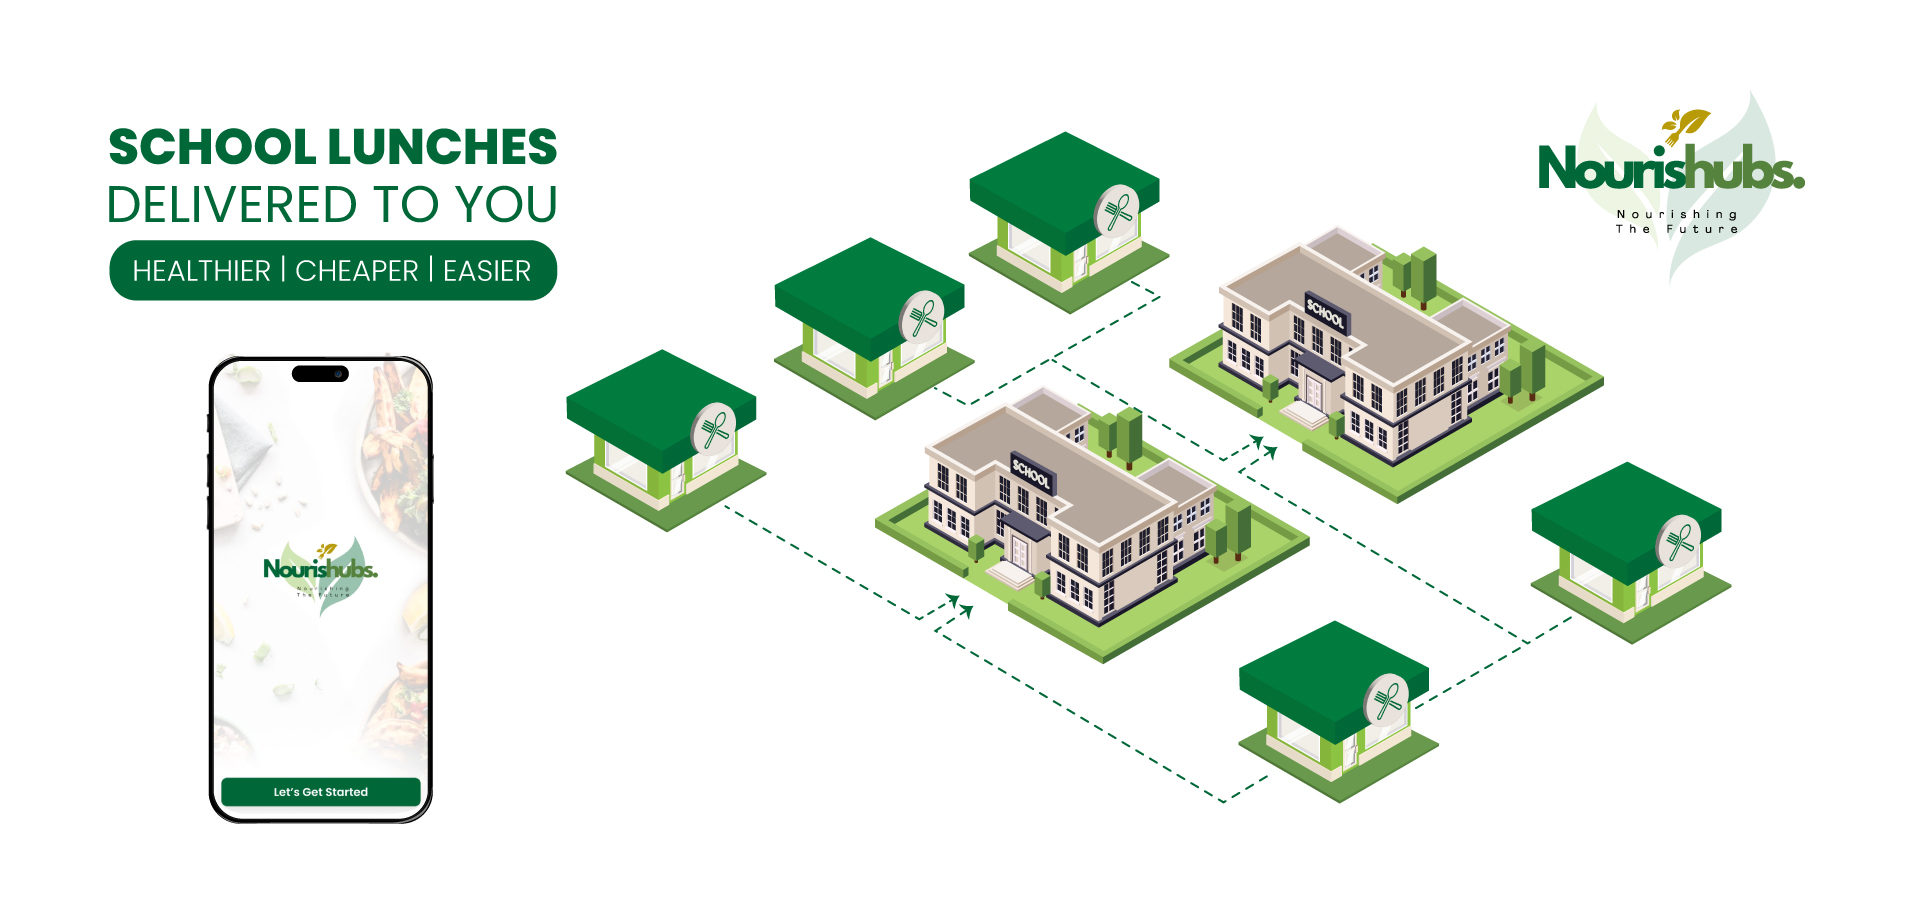 SCHOOL LUNCHES
DELIVERED TO YOU
HEALTHIER | CHEAPER | EASIER
Nourishubs.
Nourishing
The Future
SCHOOL
SCHOOL
Nourishubs.
Nourishing
The Future
Let's Get Started